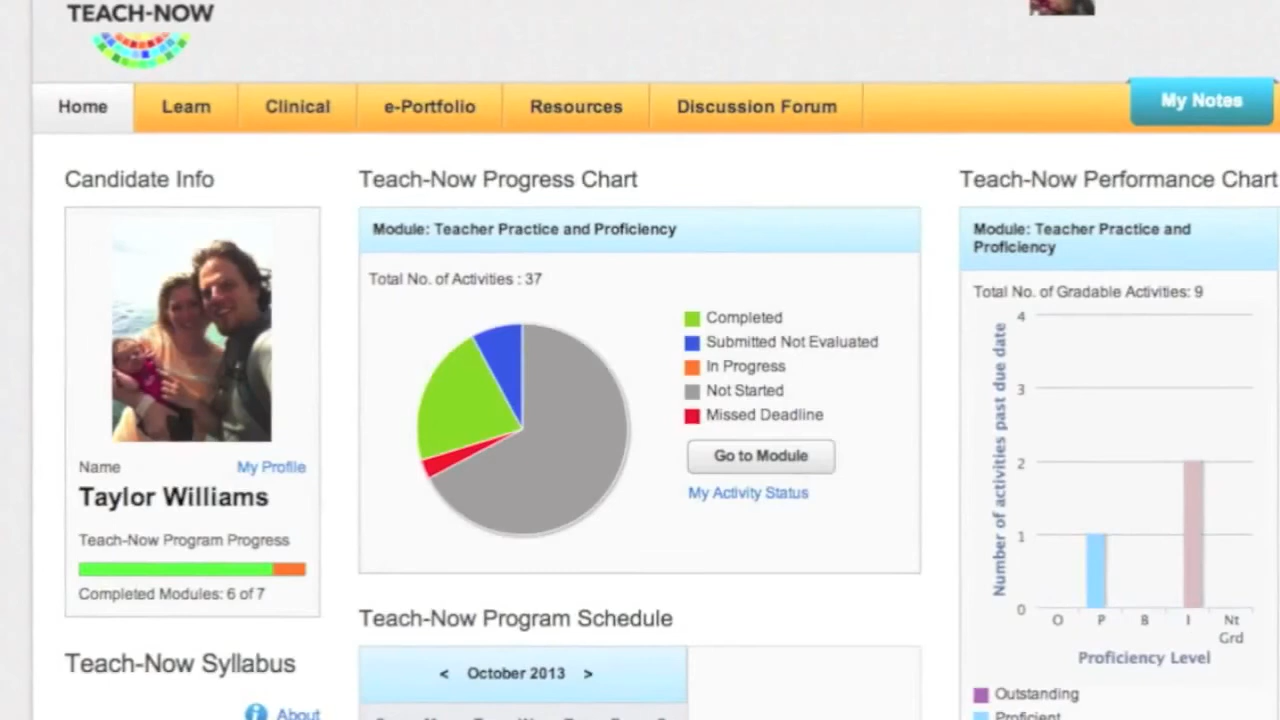 TEACH-NOW
Home
Learn
Clinical
e-Portfolio
Resources
Discussion Forum
My Notes
Candidate Info
Name
My Profile
Taylor Williams
Teach-Now Program Progress
Completed Modules: 6 of 7
Teach-Now Syllabus
About
Teach-Now Progress Chart
Module: Teacher Practice and Proficiency
Total No. of Activities : 37
Completed
Submitted Not Evaluated
In Progress
Not Started
Missed Deadline
Go to Module
My Activity Status
Teach-Now Program Schedule
< October 2013 >
Teach-Now Performance Chart
Module: Teacher Practice and
Proficiency
Total No. of Gradable Activities: 9
Number of activities past due date
4
3
2
1
0
O P B I Nt
Grd
Proficiency Level
Outstanding
Proficient